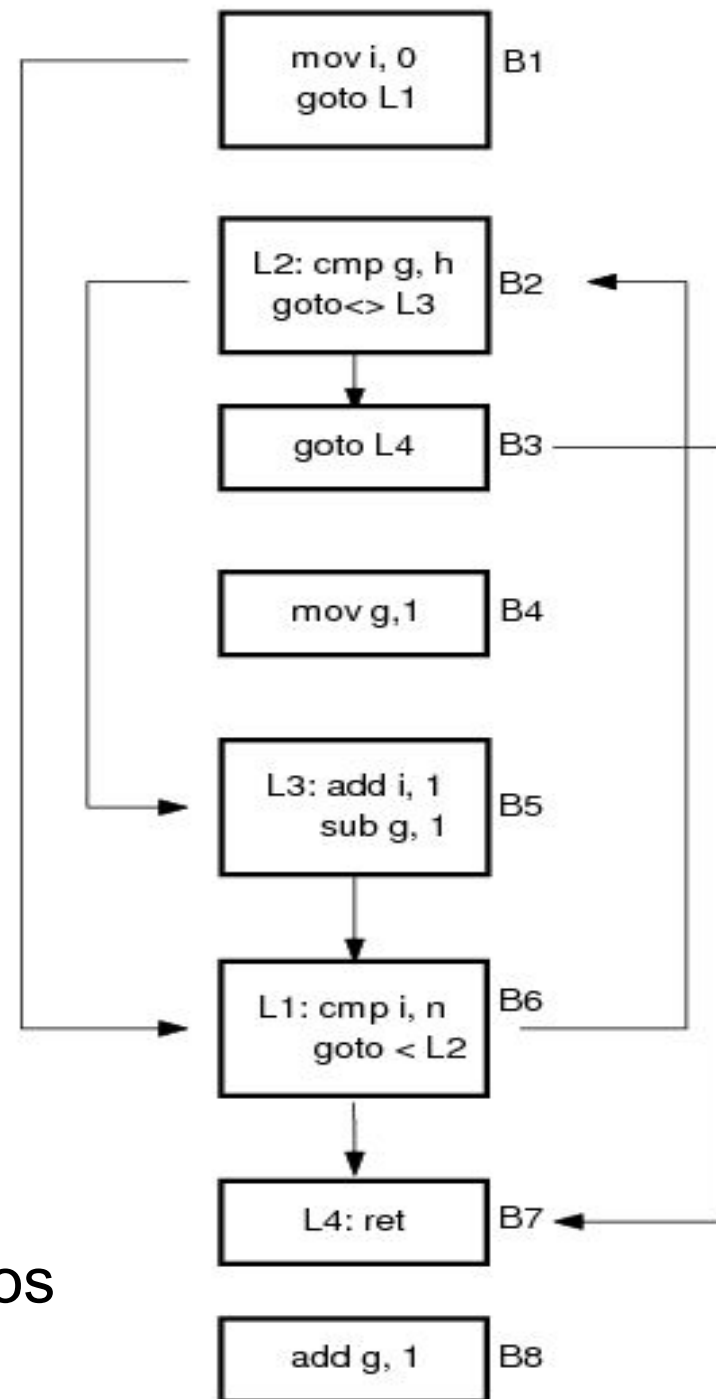 mov i, 0 B1
goto L1
L2: cmp g, h B2
goto<> L3
goto L4 B3
mov g,1 B4
L3: add i, 1 B5
sub g, 1
L1: cmp i, n B6
goto < L2
L4: ret B7
os
add g, 1 B8